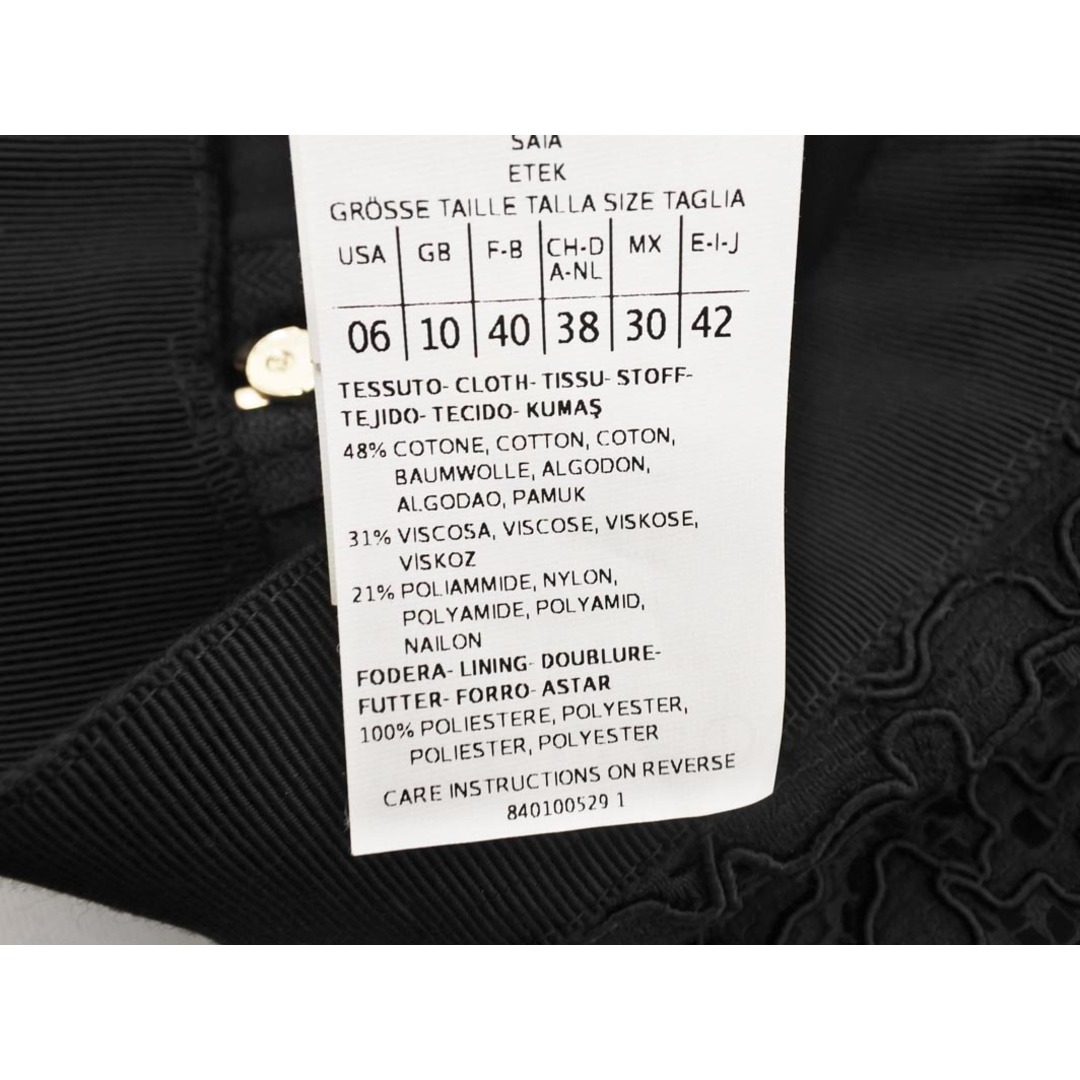 SAIA
ETEK
GRÖSSE TAILLE TALLA SIZE TAGLIA
USA GB F-B CH-D A-NL MX E-I-J
06 10 40 38 30 42
TESSUTO- CLOTH- TISSU- STOFF-
TEJIDO- TECIDO- KUMAŞ
48% COTONE, COTTON, COTON,
BAUMWOLLE, ALGODON,
ALGODAO, PAMUK
31% VISCOSA, VISCOSE, VISKOSE,
VİSKOZ
21% POLIAMMIDE, NYLON,
POLYAMIDE, POLYAMID,
NAILON
FODERA- LINING- DOUBLURE-
FUTTER- FORRO- ASTAR
100% POLIESTERE, POLYESTER,
POLIESTER, POLYESTER
CARE INSTRUCTIONS ON REVERSE
840100529 1